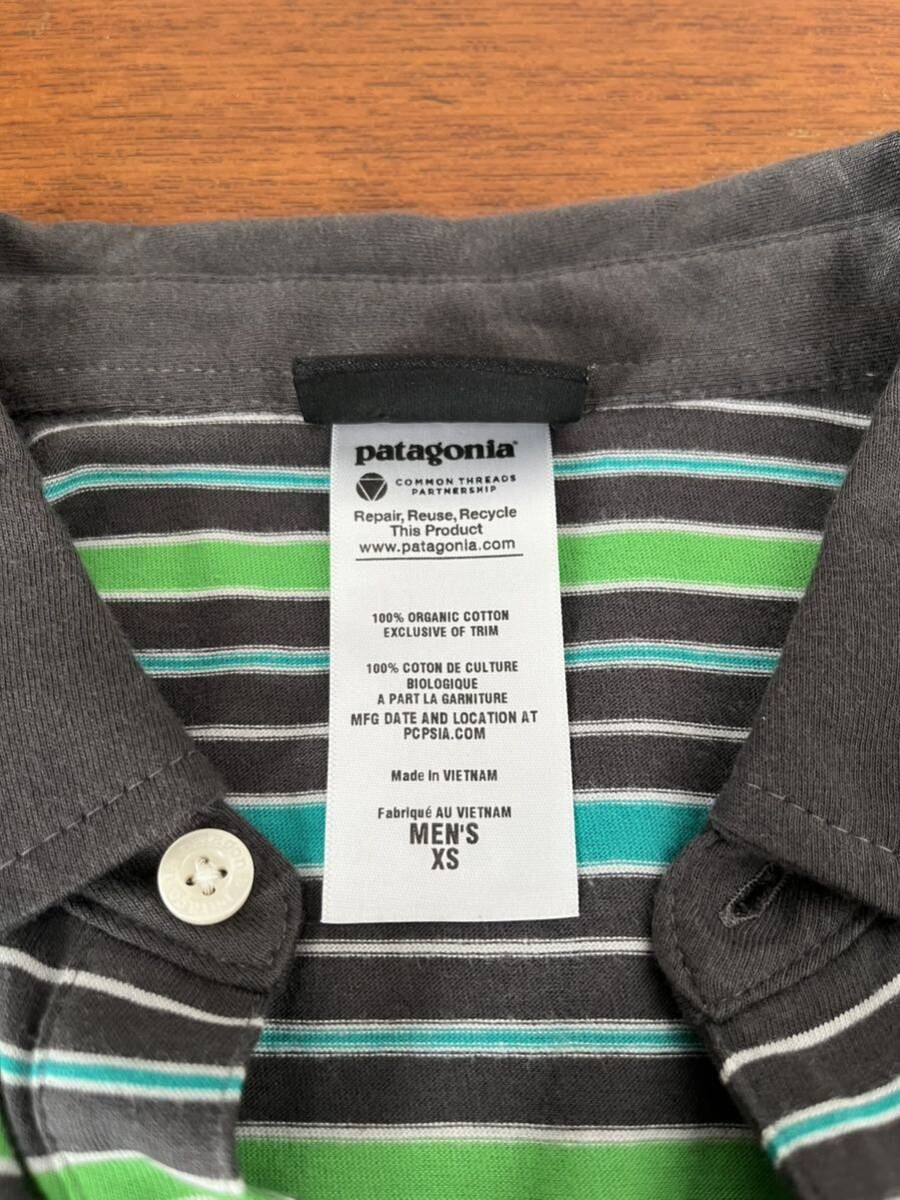 patagonia®
COMMON THREADS
PARTNERSHIP
Repair, Reuse, Recycle
This Product
www.patagonia.com
100% ORGANIC COTTON
EXCLUSIVE OF TRIM
100% COTON DE CULTURE
BIOLOGIQUE
A PART LA GARNITURE
MFG DATE AND LOCATION AT
PCPSIA.COM
Made in VIETNAM
Fabriqué AU VIETNAM
MEN'S
XS